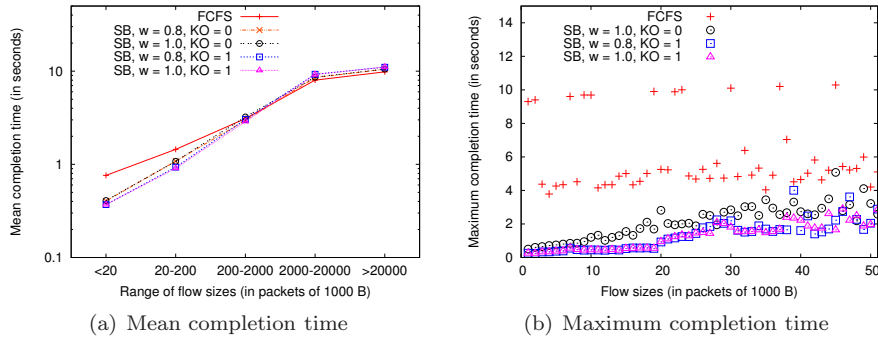 Mean completion time (in seconds)
10
1
0.1
<20
20-200
200-2000
2000-20000
>20000
Range of flow sizes (in packets of 1000 B)
FCFS
SB, w = 0.8, KO = 0
SB, w = 1.0, KO = 0
SB, w = 0.8, KO = 1
SB, w = 1.0, KO = 1
(a) Mean completion time
Maximum completion time (in seconds)
14
12
10
8
6
4
2
0
0
10
20
30
40
50
Flow sizes (in packets of 1000 B)
FCFS
SB, w = 1.0, KO = 0
SB, w = 0.8, KO = 1
SB, w = 1.0, KO = 1
(b) Maximum completion time